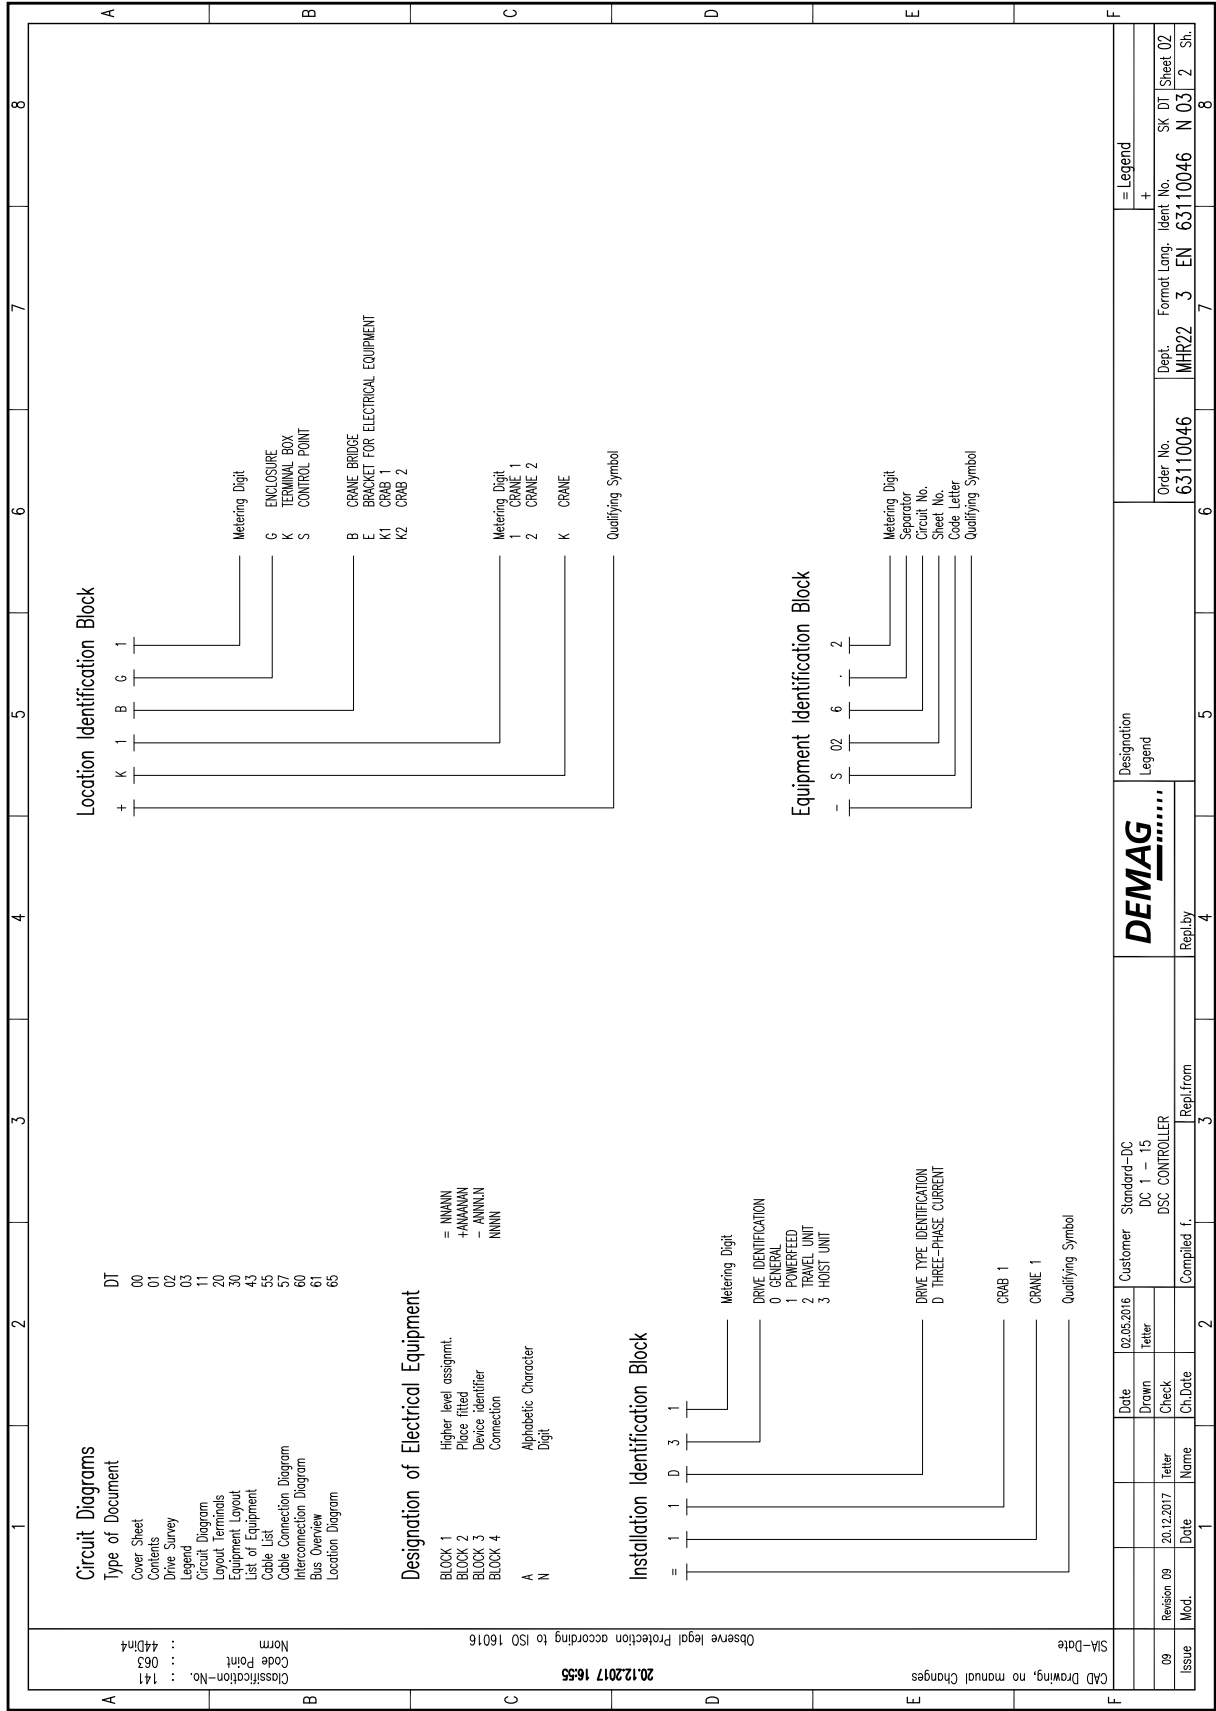 1 2 3 4 5 6 7 8
A
B
C
D
E
F
Circuit Diagrams
Type of Document DT
Cover Sheet 00
Contents 01
Drive Survey 02
Legend 03
Circuit Diagram 11
Layout Terminals 20
Equipment Layout 30
List of Equipment 43
Cable List 55
Cable Connection Diagram 57
Interconnection Diagram 60
Bus Overview 61
Location Diagram 65
Designation of Electrical Equipment
BLOCK 1 Higher level assignmt. = NNANN
BLOCK 2 Place fitted +ANAANAN
BLOCK 3 Device identifier - ANNN.N
BLOCK 4 Connection NNNN
A Alphabetic Character
N Digit
Installation Identification Block
= 1 1 D 3 1
Metering Digit
DRIVE IDENTIFICATION
0 GENERAL
1 POWERFEED
2 TRAVEL UNIT
3 HOIST UNIT
DRIVE TYPE IDENTIFICATION
D THREE-PHASE CURRENT
CRAB 1
CRANE 1
Qualifying Symbol
Location Identification Block
+ K 1 B G 1
Metering Digit
G ENCLOSURE
K TERMINAL BOX
S CONTROL POINT
B CRANE BRIDGE
E BRACKET FOR ELECTRICAL EQUIPMENT
K1 CRAB 1
K2 CRAB 2
Metering Digit
1 CRANE 1
2 CRANE 2
K CRANE
Qualifying Symbol
Equipment Identification Block
- S 02 6 . 2
Metering Digit
Separator
Circuit No.
Sheet No.
Code Letter
Qualifying Symbol
Classification-No. : 141
Code Point : 063
Norm : 44Din4
Observe legal Protection according to ISO 16016
20.12.2017 16:55
SIA-Date
CAD Drawing, no manual Changes
09 Revision 09 20.12.2017 Tetter
Issue Mod. Date Name
Date 02.05.2016
Drawn Tetter
Check
Ch.Date
Customer Standard-DC
DC 1 - 15
DSC CONTROLLER
Compiled f. Repl.from Repl.by
DEMAG
Designation
Legend
= Legend
+
Order No. Dept. Format Lang. Ident No. SK DT Sheet 02
63110046 MHR22 3 EN 63110046 N 03 2 Sh.
1 2 3 4 5 6 7 8
A
B
C
D
E
F